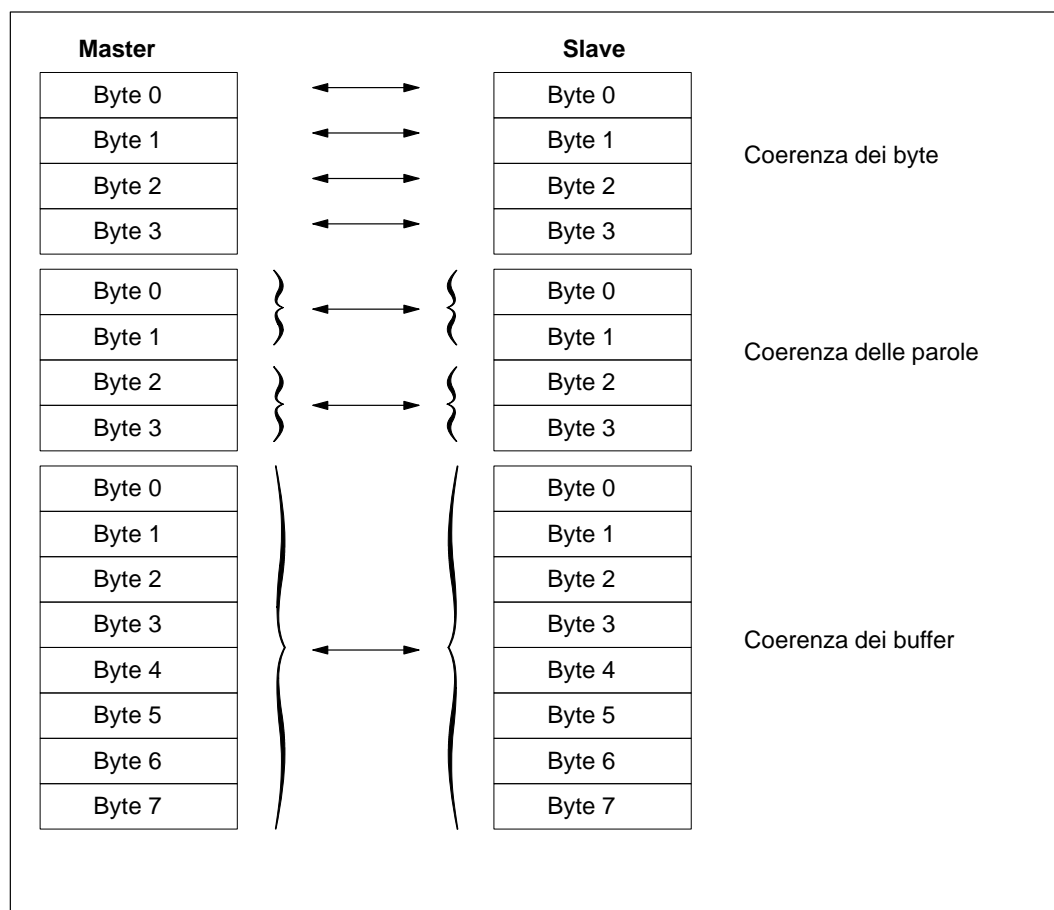 Master Slave
Byte 0 Byte 0
Byte 1 Byte 1
Coerenza dei byte
Byte 2 Byte 2
Byte 3 Byte 3
Byte 0 Byte 0
Byte 1 Byte 1
Coerenza delle parole
Byte 2 Byte 2
Byte 3 Byte 3
Byte 0 Byte 0
Byte 1 Byte 1
Byte 2 Byte 2
Byte 3 Byte 3
Coerenza dei buffer
Byte 4 Byte 4
Byte 5 Byte 5
Byte 6 Byte 6
Byte 7 Byte 7